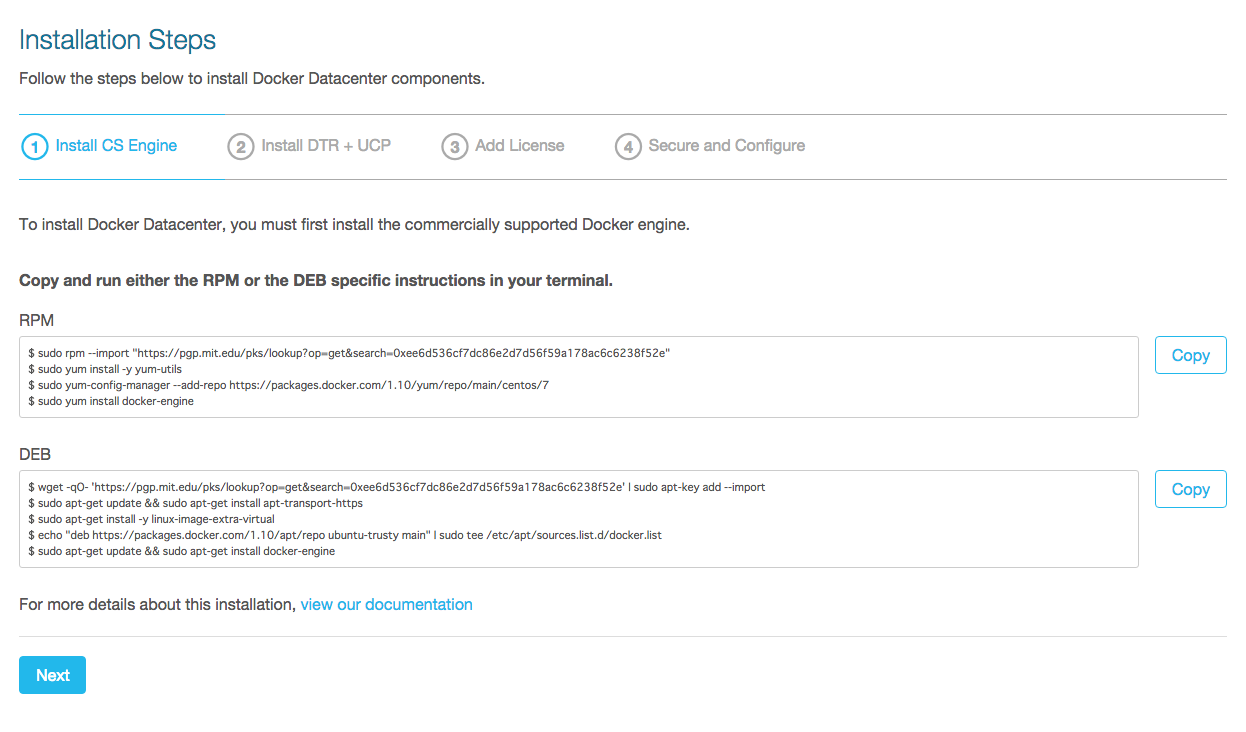 Installation Steps
Follow the steps below to install Docker Datacenter components.
1 Install CS Engine 2 Install DTR + UCP 3 Add License 4 Secure and Configure
To install Docker Datacenter, you must first install the commercially supported Docker engine.
Copy and run either the RPM or the DEB specific instructions in your terminal.
RPM
$ sudo rpm --import "https://pgp.mit.edu/pks/lookup?op=get&search=0xee6d536cf7dc86e2d7d56f59a178ac6c6238f52e"
$ sudo yum install -y yum-utils
$ sudo yum-config-manager --add-repo https://packages.docker.com/1.10/yum/repo/main/centos/7
$ sudo yum install docker-engine
Copy
DEB
$ wget -qO- 'https://pgp.mit.edu/pks/lookup?op=get&search=0xee6d536cf7dc86e2d7d56f59a178ac6c6238f52e' | sudo apt-key add --import
$ sudo apt-get update && sudo apt-get install apt-transport-https
$ sudo apt-get install -y linux-image-extra-virtual
$ echo "deb https://packages.docker.com/1.10/apt/repo ubuntu-trusty main" | sudo tee /etc/apt/sources.list.d/docker.list
$ sudo apt-get update && sudo apt-get install docker-engine
Copy
For more details about this installation, view our documentation
Next